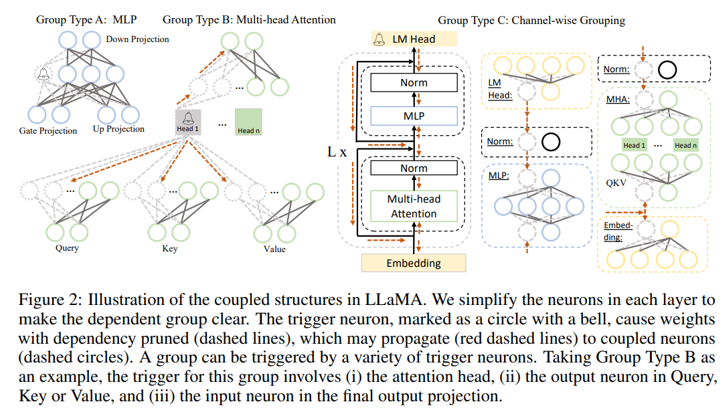 Group Type A: MLP
Group Type B: Multi-head Attention
Group Type C: Channel-wise Grouping
Down Projection
Gate Projection
Up Projection
...
Head 1
...
Head n
...
...
...
Query
Key
Value
LM Head
Norm
MLP
L x
Norm
Multi-head
Attention
Embedding
LM
Head:
Norm:
MLP:
Norm:
MHA:
Head 1
...
Head n
QKV
Embed-
ding:
Figure 2: Illustration of the coupled structures in LLaMA. We simplify the neurons in each layer to
make the dependent group clear. The trigger neuron, marked as a circle with a bell, cause weights
with dependency pruned (dashed lines), which may propagate (red dashed lines) to coupled neurons
(dashed circles). A group can be triggered by a variety of trigger neurons. Taking Group Type B as
an example, the trigger for this group involves (i) the attention head, (ii) the output neuron in Query,
Key or Value, and (iii) the input neuron in the final output projection.